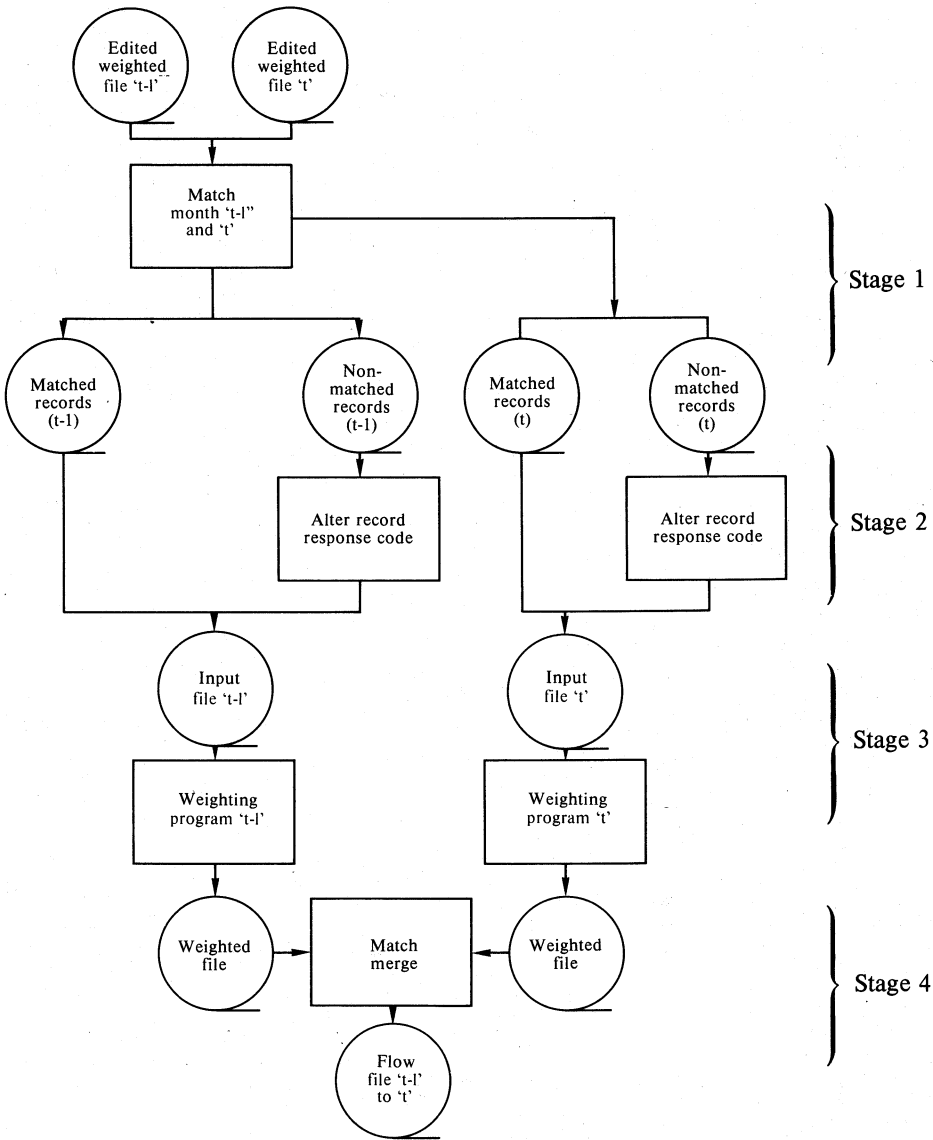 Edited
weighted
file ‘t-l’
Edited
weighted
file ‘t’
Match
month ‘t-l”
and ‘t’
Stage 1
Matched
records
(t-1)
Non-
matched
records
(t-1)
Matched
records
(t)
Non-
matched
records
(t)
Alter record
response code
Alter record
response code
Stage 2
Input
file ‘t-l’
Input
file ‘t’
Stage 3
Weighting
program ‘t-l’
Weighting
program ‘t’
Weighted
file
Match
merge
Weighted
file
Stage 4
Flow
file ‘t-l’
to ‘t’